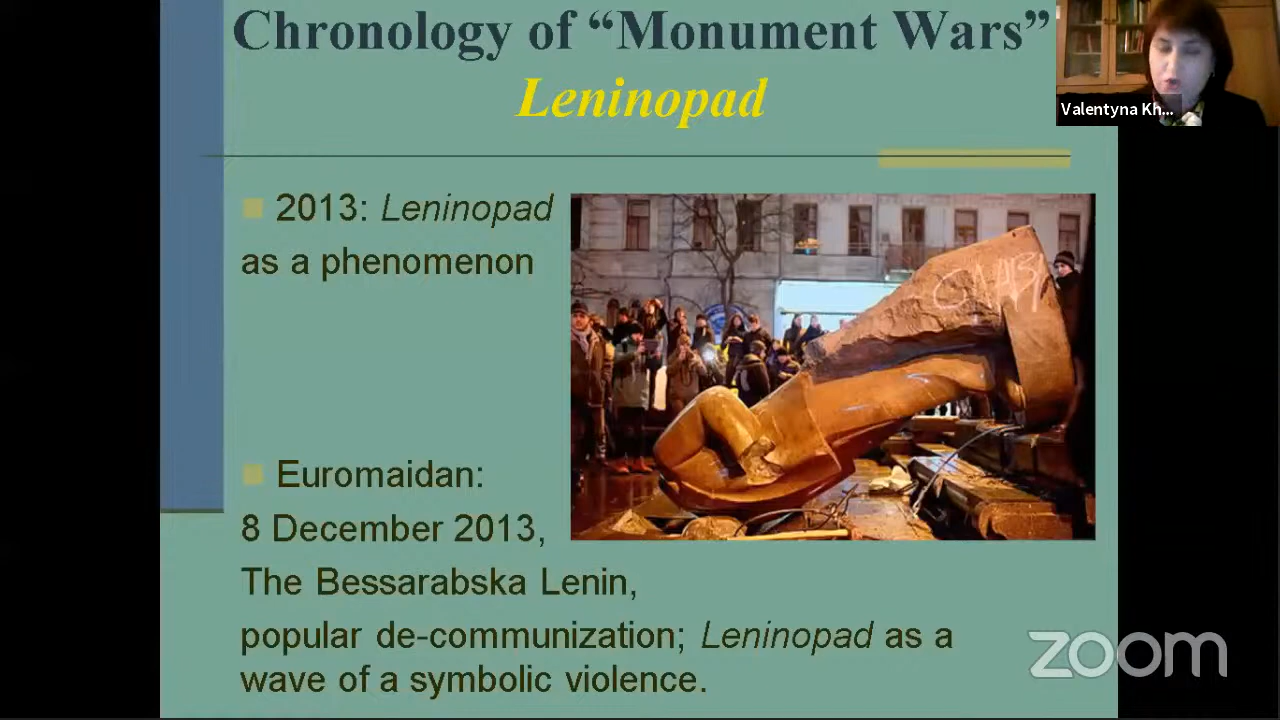 Chronology of “Monument Wars”
Leninopad
Valentyna Kh...
2013: Leninopad
as a phenomenon
СЛАВА
Euromaidan:
8 December 2013,
The Bessarabska Lenin,
popular de-communization; Leninopad as a
wave of a symbolic violence.
zoom